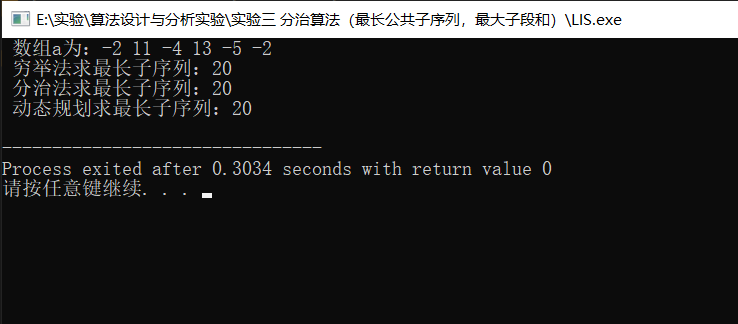 E:\实验\算法设计与分析实验\实验三 分治算法（最长公共子序列，最大子段和）\LIS.exe
数组a为：-2 11 -4 13 -5 -2
穷举法求最长子序列：20
分治法求最长子序列：20
动态规划求最长子序列：20
--------------------------------
Process exited after 0.3034 seconds with return value 0
请按任意键继续. . .